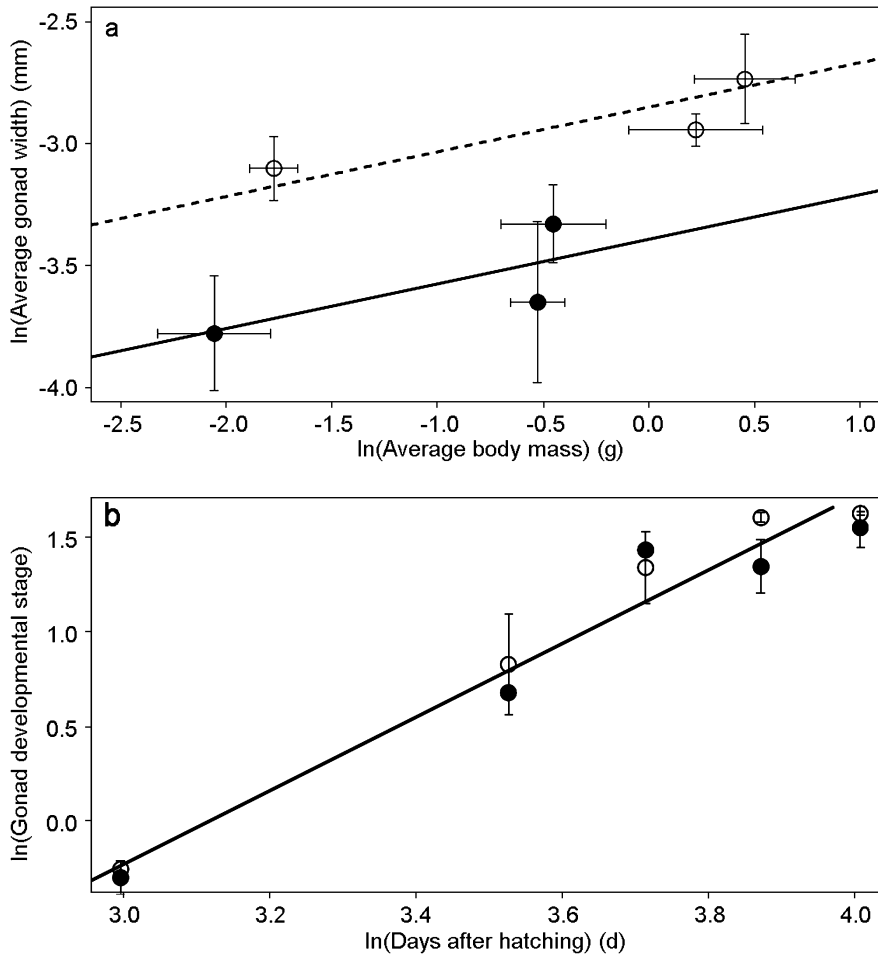 a
ln(Average gonad width) (mm)
-2.5
-3.0
-3.5
-4.0
-2.5 -2.0 -1.5 -1.0 -0.5 0.0 0.5 1.0
ln(Average body mass) (g)
b
ln(Gonad developmental stage)
1.5
1.0
0.5
0.0
3.0 3.2 3.4 3.6 3.8 4.0
ln(Days after hatching) (d)